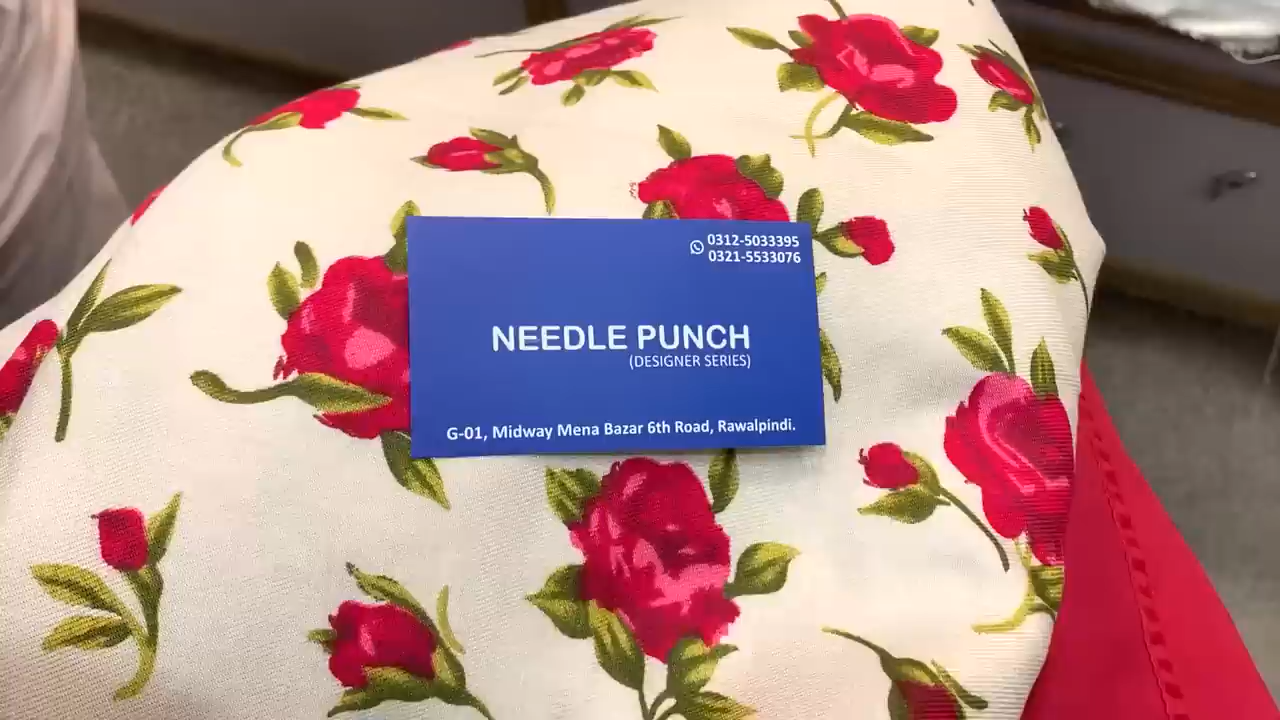 0312-5033395
0321-5533076
NEEDLE PUNCH
(DESIGNER SERIES)
G-01, Midway Mena Bazar 6th Road, Rawalpindi.